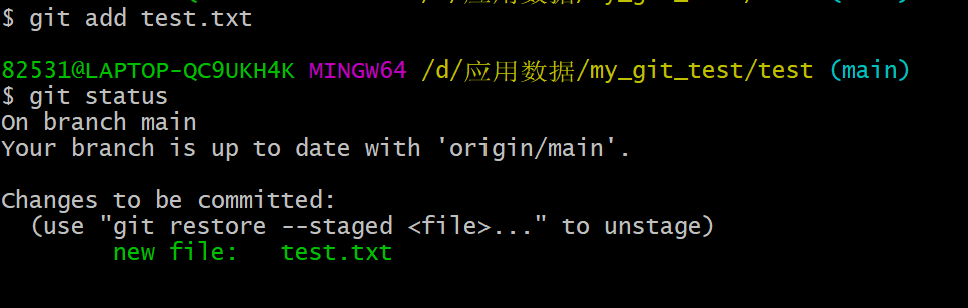 $ git add test.txt
82531@LAPTOP-QC9UKH4K MINGW64 /d/应用数据/my_git_test/test (main)
$ git status
On branch main
Your branch is up to date with 'origin/main'.
Changes to be committed:
(use "git restore --staged <file>..." to unstage)
new file: test.txt